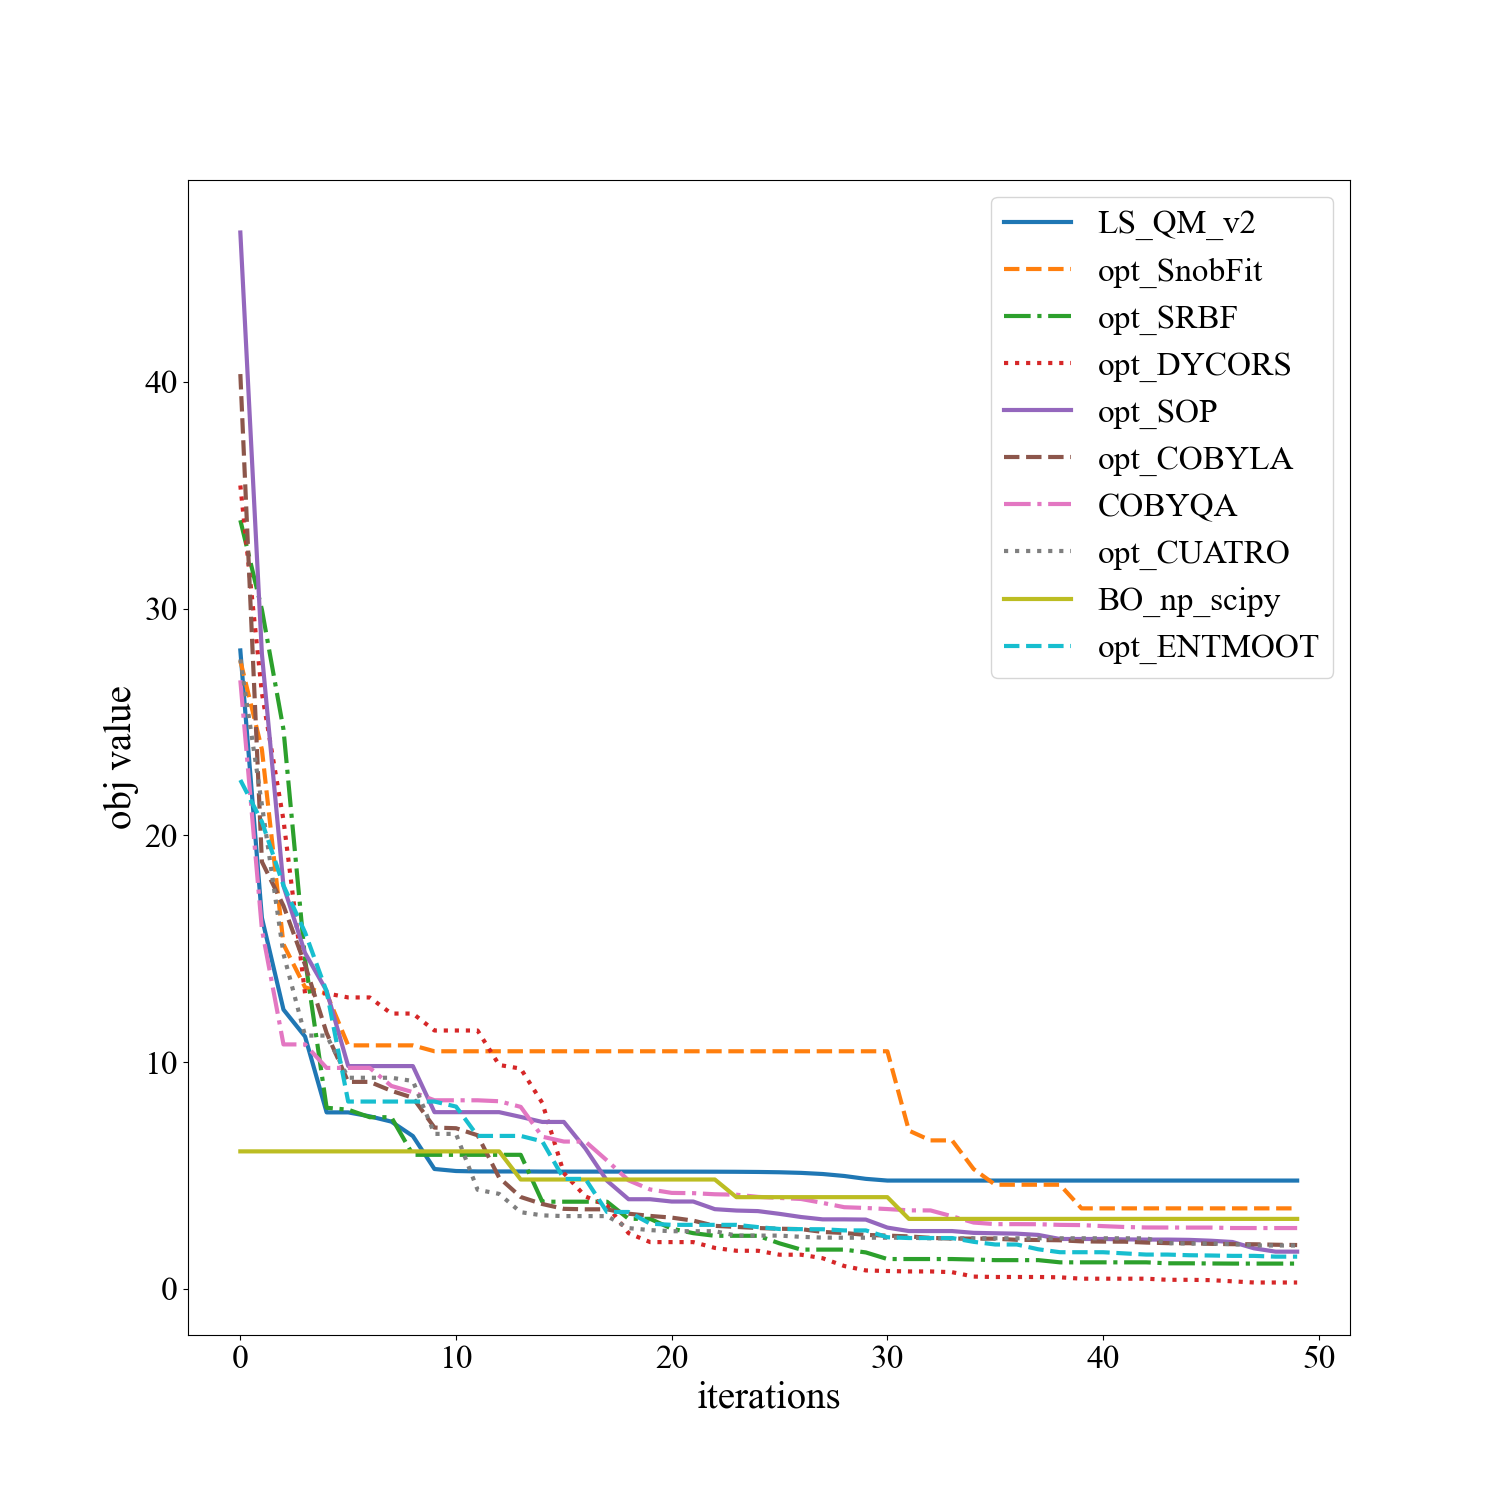 LS_QM_v2
opt_SnobFit
opt_SRBF
opt_DYCORS
opt_SOP
opt_COBYLA
COBYQA
opt_CUATRO
BO_np_scipy
opt_ENTMOOT
obj value
40
30
20
10
0
0 10 20 30 40 50
iterations